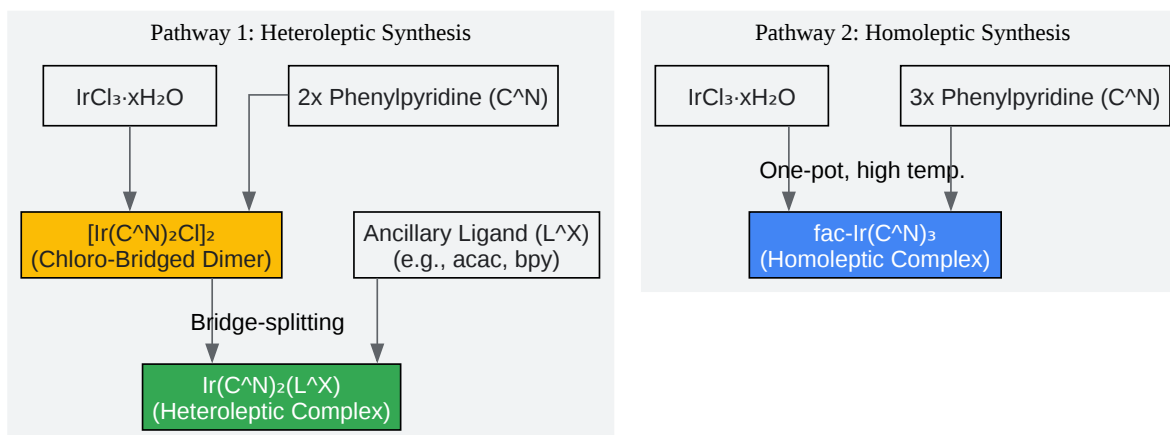 Pathway 1: Heteroleptic Synthesis
IrCl₃·xH₂O
2x Phenylpyridine (C^N)
[Ir(C^N)₂Cl]₂
(Chloro-Bridged Dimer)
Ancillary Ligand (L^X)
(e.g., acac, bpy)
Bridge-splitting
Ir(C^N)₂(L^X)
(Heteroleptic Complex)
Pathway 2: Homoleptic Synthesis
IrCl₃·xH₂O
3x Phenylpyridine (C^N)
One-pot, high temp.
fac-Ir(C^N)₃
(Homoleptic Complex)